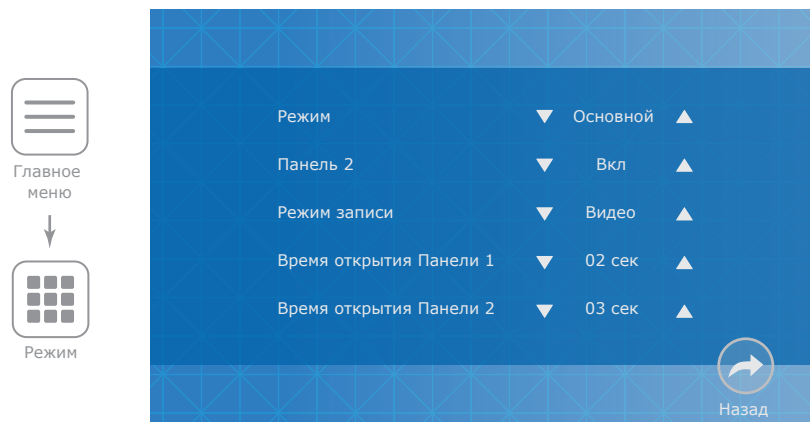 Главное
меню
Режим
Режим Основной
Панель 2 Вкл
Режим записи Видео
Время открытия Панели 1 02 сек
Время открытия Панели 2 03 сек
Назад